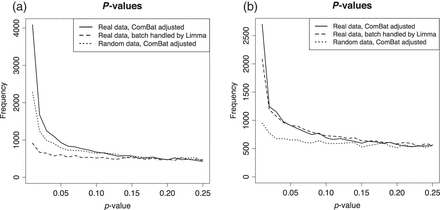 (a)
P-values
Real data, ComBat adjusted
Real data, batch handled by Limma
Random data, ComBat adjusted
Frequency
4000
3000
2000
1000
0
0.05
0.10
0.15
0.20
0.25
p-value
(b)
P-values
Real data, ComBat adjusted
Real data, batch handled by Limma
Random data, ComBat adjusted
Frequency
2500
2000
1500
1000
500
0
0.05
0.10
0.15
0.20
0.25
p-value